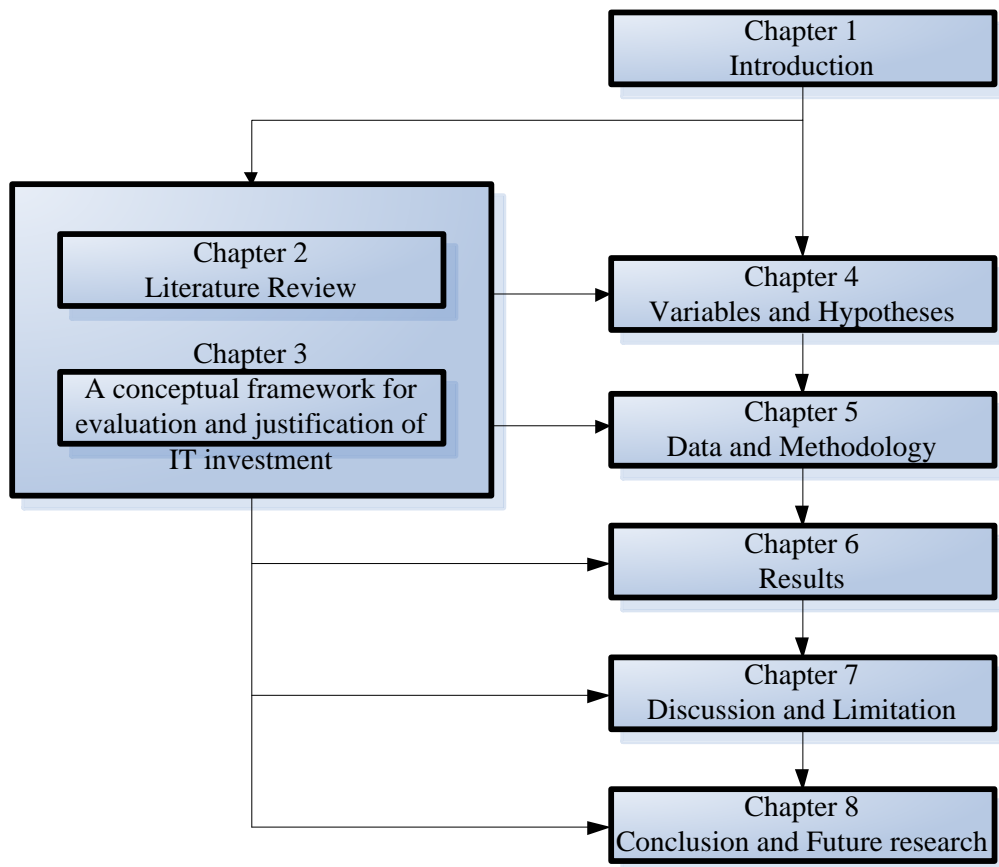 Chapter 1
Introduction
Chapter 2
Literature Review
Chapter 3
A conceptual framework for
evaluation and justification of
IT investment
Chapter 4
Variables and Hypotheses
Chapter 5
Data and Methodology
Chapter 6
Results
Chapter 7
Discussion and Limitation
Chapter 8
Conclusion and Future research